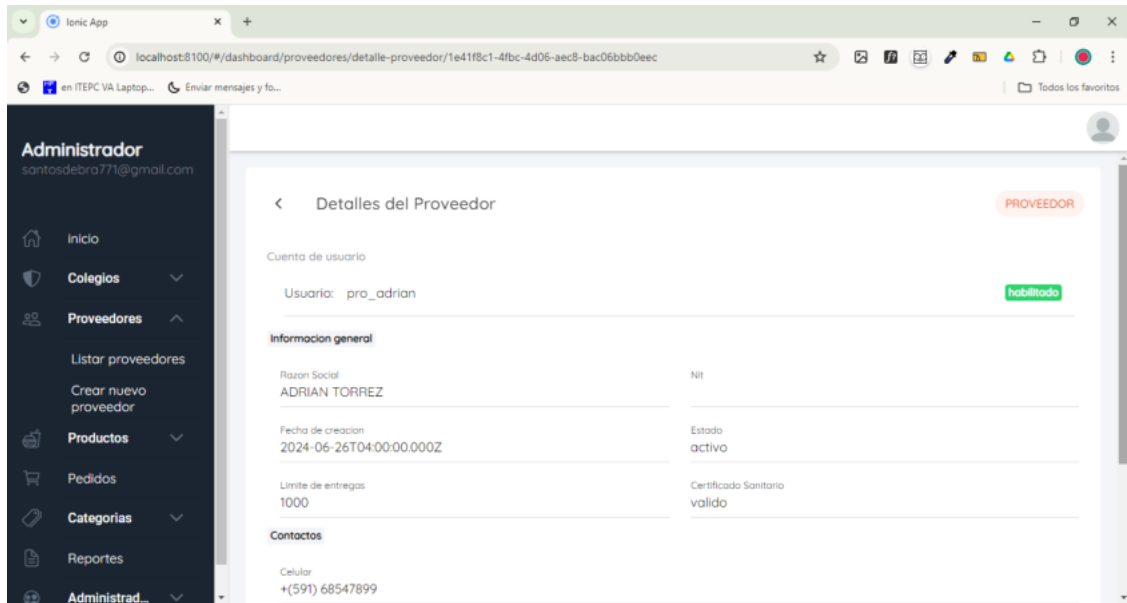 Ionic App
localhost:8100/#/dashboard/proveedores/detalle-proveedor/1e41f8c1-4fbc-4d06-aec8-bac06bbb0eec
en ITEPC VA Laptop... Enviar mensajes y fo... Todos los favoritos
Administrador
santosdebra771@gmail.com
Inicio
Colegios
Proveedores
Listar proveedores
Crear nuevo
proveedor
Productos
Pedidos
Categorias
Reportes
Administrad...
Detalles del Proveedor
PROVEEDOR
Cuenta de usuario
Usuario: pro_adrian
habilitado
Informacion general
Razon Social
ADRIAN TORREZ
Nit
Fecha de creacion
2024-06-26T04:00:00.000Z
Estado
activo
Limite de entregas
1000
Certificado Sanitario
valido
Contactos
Celular
+(591) 68547899